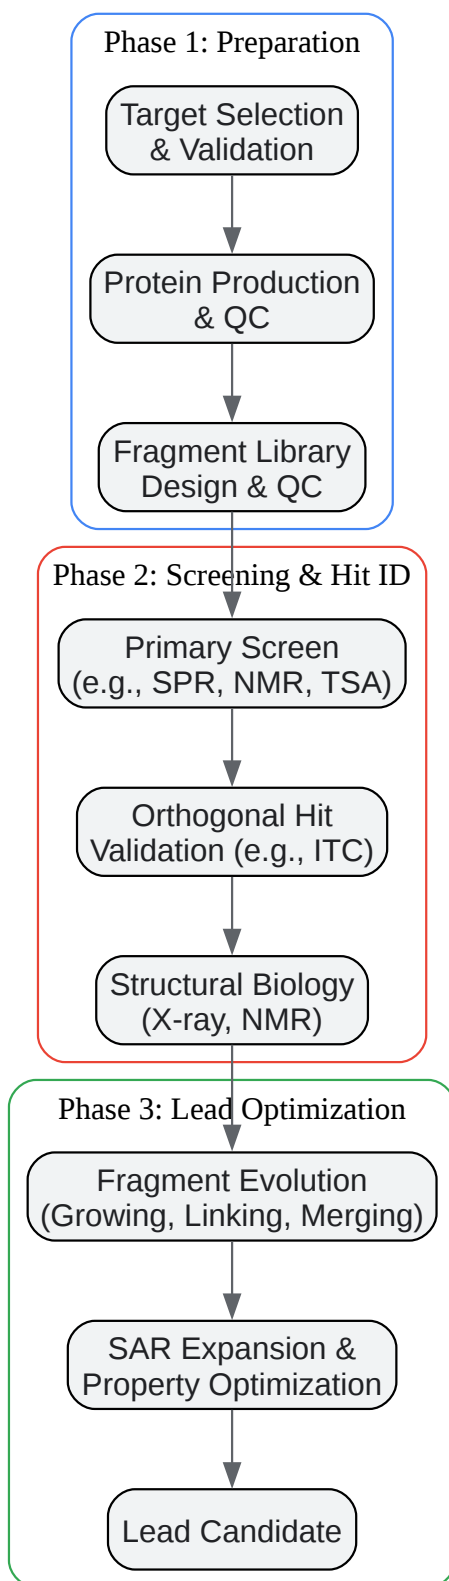 Phase 1: Preparation
Target Selection
& Validation
Protein Production
& QC
Fragment Library
Design & QC
Phase 2: Screening & Hit ID
Primary Screen
(e.g., SPR, NMR, TSA)
Orthogonal Hit
Validation (e.g., ITC)
Structural Biology
(X-ray, NMR)
Phase 3: Lead Optimization
Fragment Evolution
(Growing, Linking, Merging)
SAR Expansion &
Property Optimization
Lead Candidate